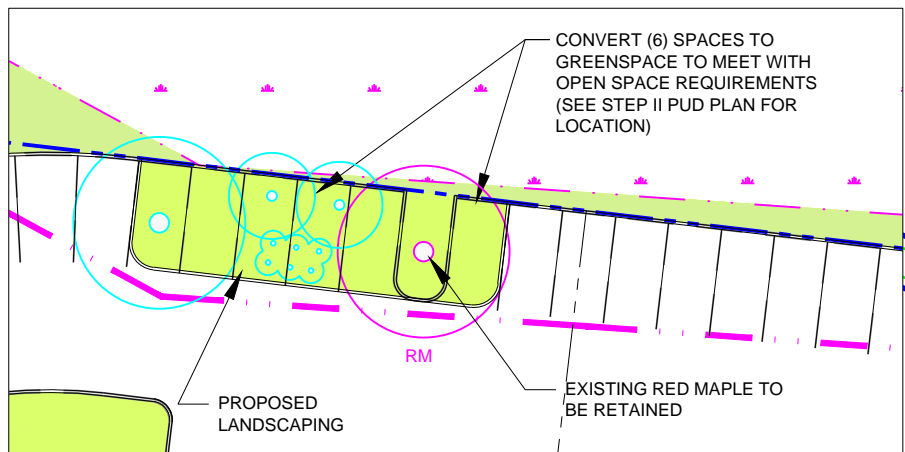 CONVERT (6) SPACES TO
GREENSPACE TO MEET WITH
OPEN SPACE REQUIREMENTS
(SEE STEP II PUD PLAN FOR
LOCATION)
RM
EXISTING RED MAPLE TO
BE RETAINED
PROPOSED
LANDSCAPING